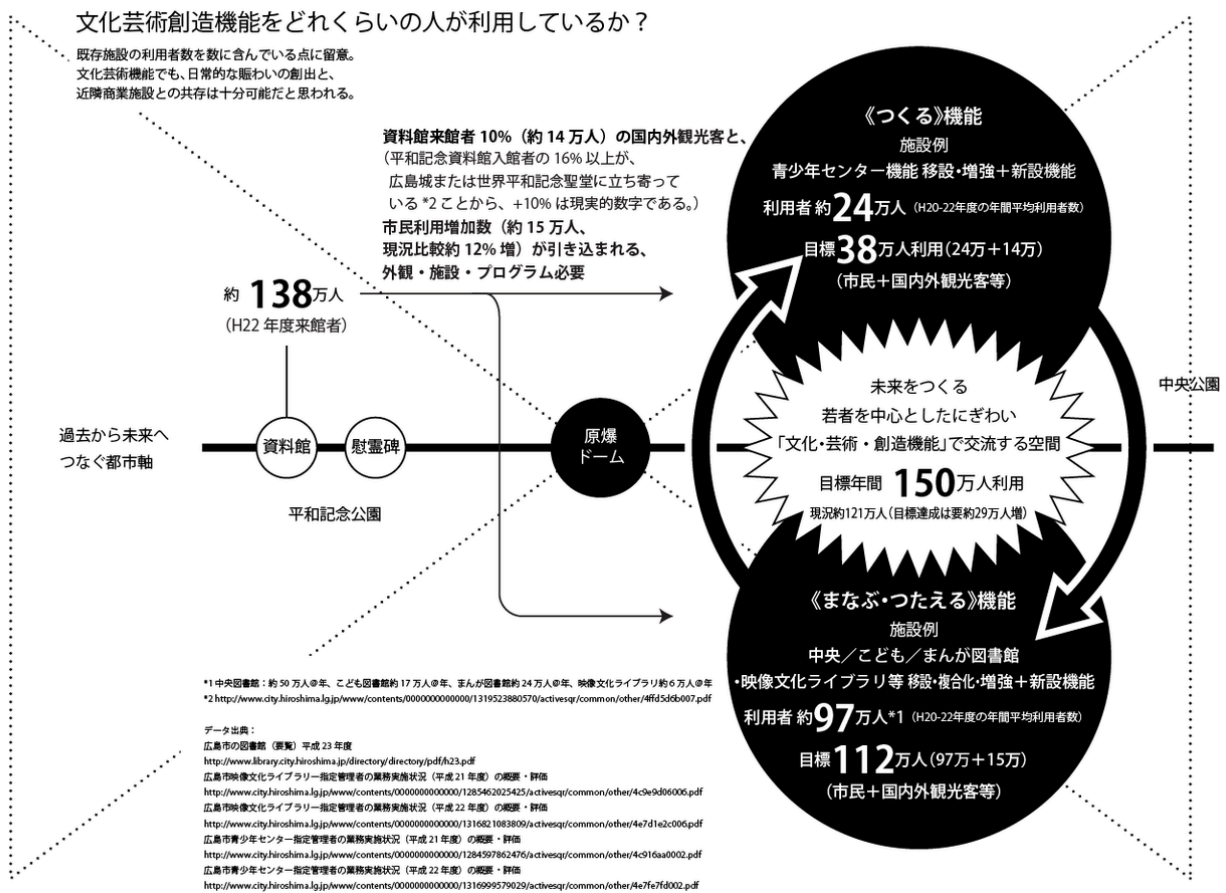 文化芸術創造機能をどれくらいの人が利用しているか？
既存施設の利用者数を数に含んでいる点に留意。
文化芸術機能でも、日常的な賑わいの創出と、
近隣商業施設との共存は十分可能だと思われる。
資料館来館者 10%（約 14 万人）の国内外観光客と、
（平和記念資料館入館者の 16% 以上が、
広島城または世界平和記念聖堂に立ち寄って
いる *2 ことから、+10% は現実的数字である。）
市民利用増加数（約 15 万人、
現況比較約 12% 増）が引き込まれる、
外観・施設・プログラム必要
約 138万人
（H22 年度来館者）
過去から未来へ
つなぐ都市軸
資料館
慰霊碑
平和記念公園
原爆
ドーム
《つくる》機能
施設例
青少年センター機能 移設・増強＋新設機能
利用者 約24万人（H20-22年度の年間平均利用者数）
目標38万人利用(24万＋14万)
(市民＋国内外観光客等)
未来をつくる
若者を中心としたにぎわい
「文化・芸術・創造機能」で交流する空間
目標年間 150万人利用
現況約121万人(目標達成は要約29万人増)
中央公園
《まなぶ・つたえる》機能
施設例
中央／こども／まんが図書館
・映像文化ライブラリ等 移設・複合化・増強＋新設機能
利用者 約97万人*1（H20-22年度の年間平均利用者数）
目標112万人(97万＋15万)
(市民＋国内外観光客等)
*1 中央図書館：約 50 万人@年、こども図書館約 17 万人@年、まんが図書館約 24 万人@年、映像文化ライブラリ約 6 万人@年
*2 http://www.city.hiroshima.lg.jp/www/contents/0000000000000/1319523880570/activesqr/common/other/4ffd5d6b007.pdf
データ出典：
広島市の図書館（要覧）平成 23 年度
http://www.library.city.hiroshima.jp/directory/directory/pdf/h23.pdf
広島市映像文化ライブラリー指定管理者の業務実施状況（平成 21 年度）の概要・評価
http://www.city.hiroshima.lg.jp/www/contents/0000000000000/1285462025425/activesqr/common/other/4c9e9d06006.pdf
広島市映像文化ライブラリー指定管理者の業務実施状況（平成 22 年度）の概要・評価
http://www.city.hiroshima.lg.jp/www/contents/0000000000000/1316821083809/activesqr/common/other/4e7d1e2c006.pdf
広島市青少年センター指定管理者の業務実施状況（平成 21 年度）の概要・評価
http://www.city.hiroshima.lg.jp/www/contents/0000000000000/1284597862476/activesqr/common/other/4c916aa0002.pdf
広島市青少年センター指定管理者の業務実施状況（平成 22 年度）の概要・評価
http://www.city.hiroshima.lg.jp/www/contents/0000000000000/1316999579029/activesqr/common/other/4e7fe7fd002.pdf